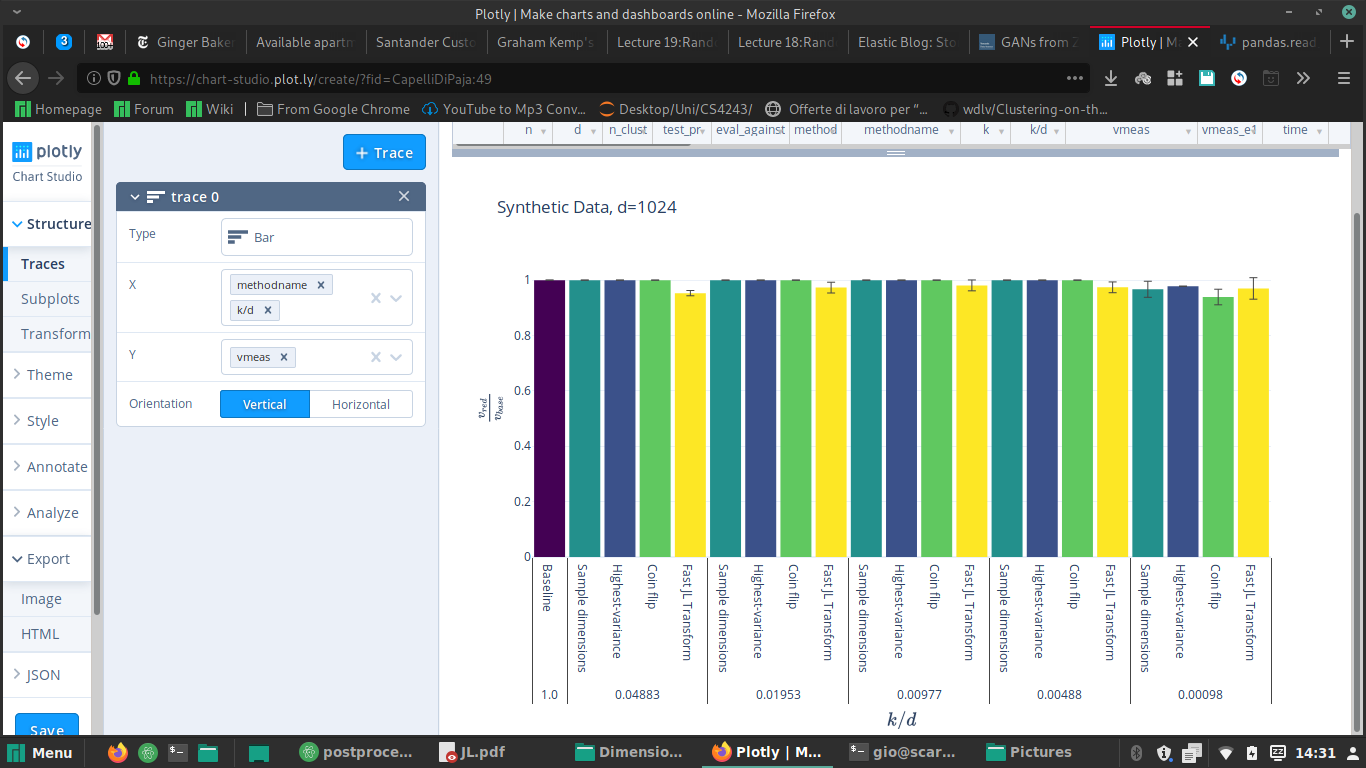 Plotly | Make charts and dashboards online - Mozilla Firefox
3
100+
Ginger Baker
Available apartm
Santander Custo
Graham Kemp's
Lecture 19:Rand
Lecture 18:Rand
Elastic Blog: Sto
GANs from
Plotly | M
pandas.read
https://chart-studio.plot.ly/create/?fid=CapelliDiPaja:49
Homepage
Forum
Wiki
From Google Chrome
YouTube to Mp3 Conv...
Desktop/Uni/CS4243/
Offerte di lavoro per “...
wdlv/Clustering-on-th...
n d n_clust test_pr eval_against method methodname k k/d vmeas vmeas_e time
plotly
Chart Studio
Structure
Traces
Subplots
Transform
Theme
Style
Annotate
Analyze
Export
Image
HTML
JSON
Save
+ Trace
trace 0
Type
Bar
X
methodname
k/d
Y
vmeas
Orientation
Vertical
Horizontal
Synthetic Data, d=1024
1
0.8
0.6
0.4
0.2
0
v_red
v_base
Baseline
Sample dimensions
Highest-variance
Coin flip
Fast JL Transform
Sample dimensions
Highest-variance
Coin flip
Fast JL Transform
Sample dimensions
Highest-variance
Coin flip
Fast JL Transform
Sample dimensions
Highest-variance
Coin flip
Fast JL Transform
Sample dimensions
Highest-variance
Coin flip
Fast JL Transform
1.0 0.04883 0.01953 0.00977 0.00488 0.00098
k/d
Menu
postproce...
JL.pdf
Dimensio...
Plotly | M...
gio@scar...
Pictures
14:31